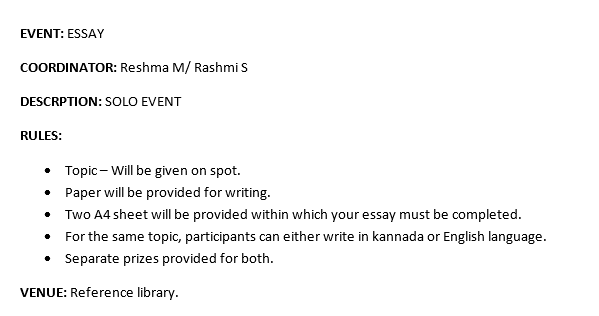 EVENT: ESSAY
COORDINATOR: Reshma M/ Rashmi S
DESCRPTION: SOLO EVENT
RULES:
• Topic – Will be given on spot.
• Paper will be provided for writing.
• Two A4 sheet will be provided within which your essay must be completed.
• For the same topic, participants can either write in kannada or English language.
• Separate prizes provided for both.
VENUE: Reference library.